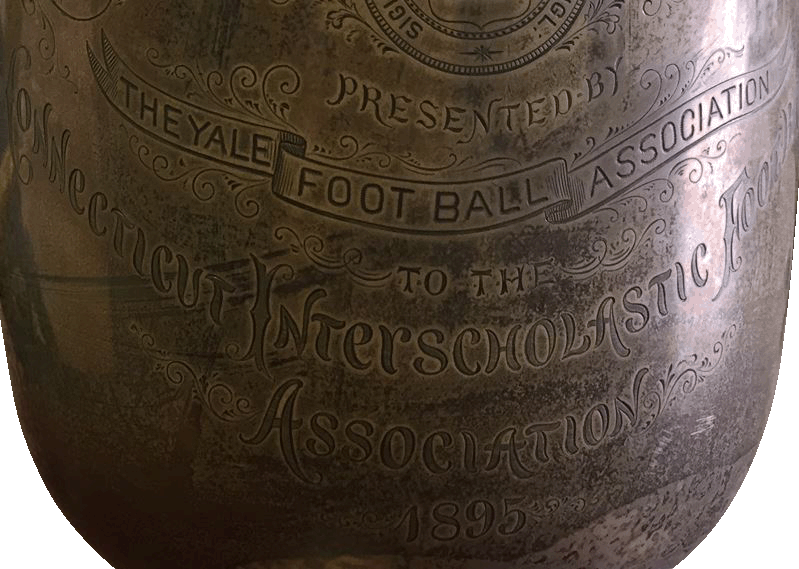 PRESENTED·BY
THE YALE FOOT BALL ASSOCIATION
TO THE
CONNECTICUT INTERSCHOLASTIC
ASSOCIATION
1895